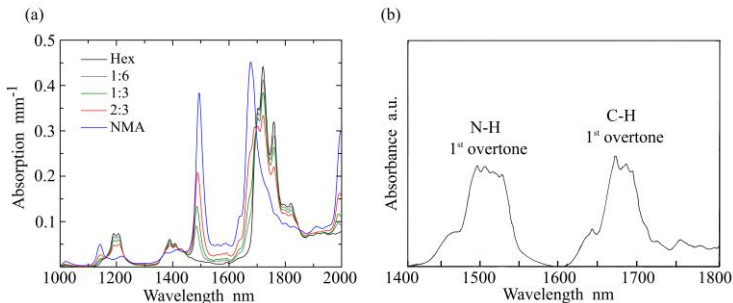 (a)
0.5
0.4
0.3
0.2
0.1
Absorption mm⁻¹
Hex
1:6
1:3
2:3
NMA
1000 1200 1400 1600 1800 2000
Wavelength nm
(b)
Absorbance a.u.
N-H
1st overtone
C-H
1st overtone
1400 1500 1600 1700 1800
Wavelength nm